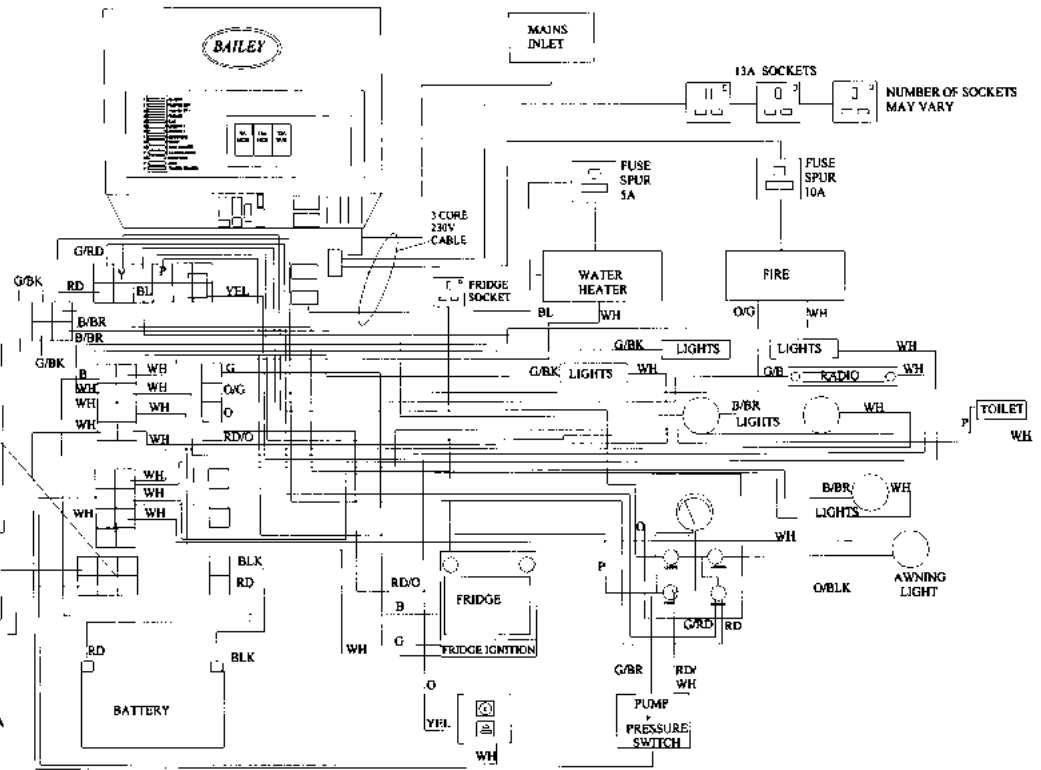 BAILEY
MAINS
INLET
13A SOCKETS
NUMBER OF SOCKETS
MAY VARY
FUSE
SPUR
5A
FUSE
SPUR
10A
3 CORE
230V
CABLE
G/RD
P
G/BK
RD
BL
YEL
FRIDGE
SOCKET
WATER
HEATER
FIRE
BL
WH
O/G
WH
B/BR
B/BR
G/BK
G/BK
LIGHTS
LIGHTS
WH
B
WH
G
G/BK
LIGHTS
WH
G/B
RADIO
WH
WH
WH
O/G
WH
WH
O
B/BR
LIGHTS
WH
TOILET
P
WH
WH
WH
RD/O
WH
WH
WH
WH
B/BR
WH
LIGHTS
O
WH
BLK
RD
RD/O
P
AWNING
LIGHT
O/BLK
B
FRIDGE
G/RD
RD
G
FRIDGE IGNITION
WH
RD
BLK
G/BR
RD/
WH
O
BATTERY
YEL
PUMP
PRESSURE
SWITCH
WH